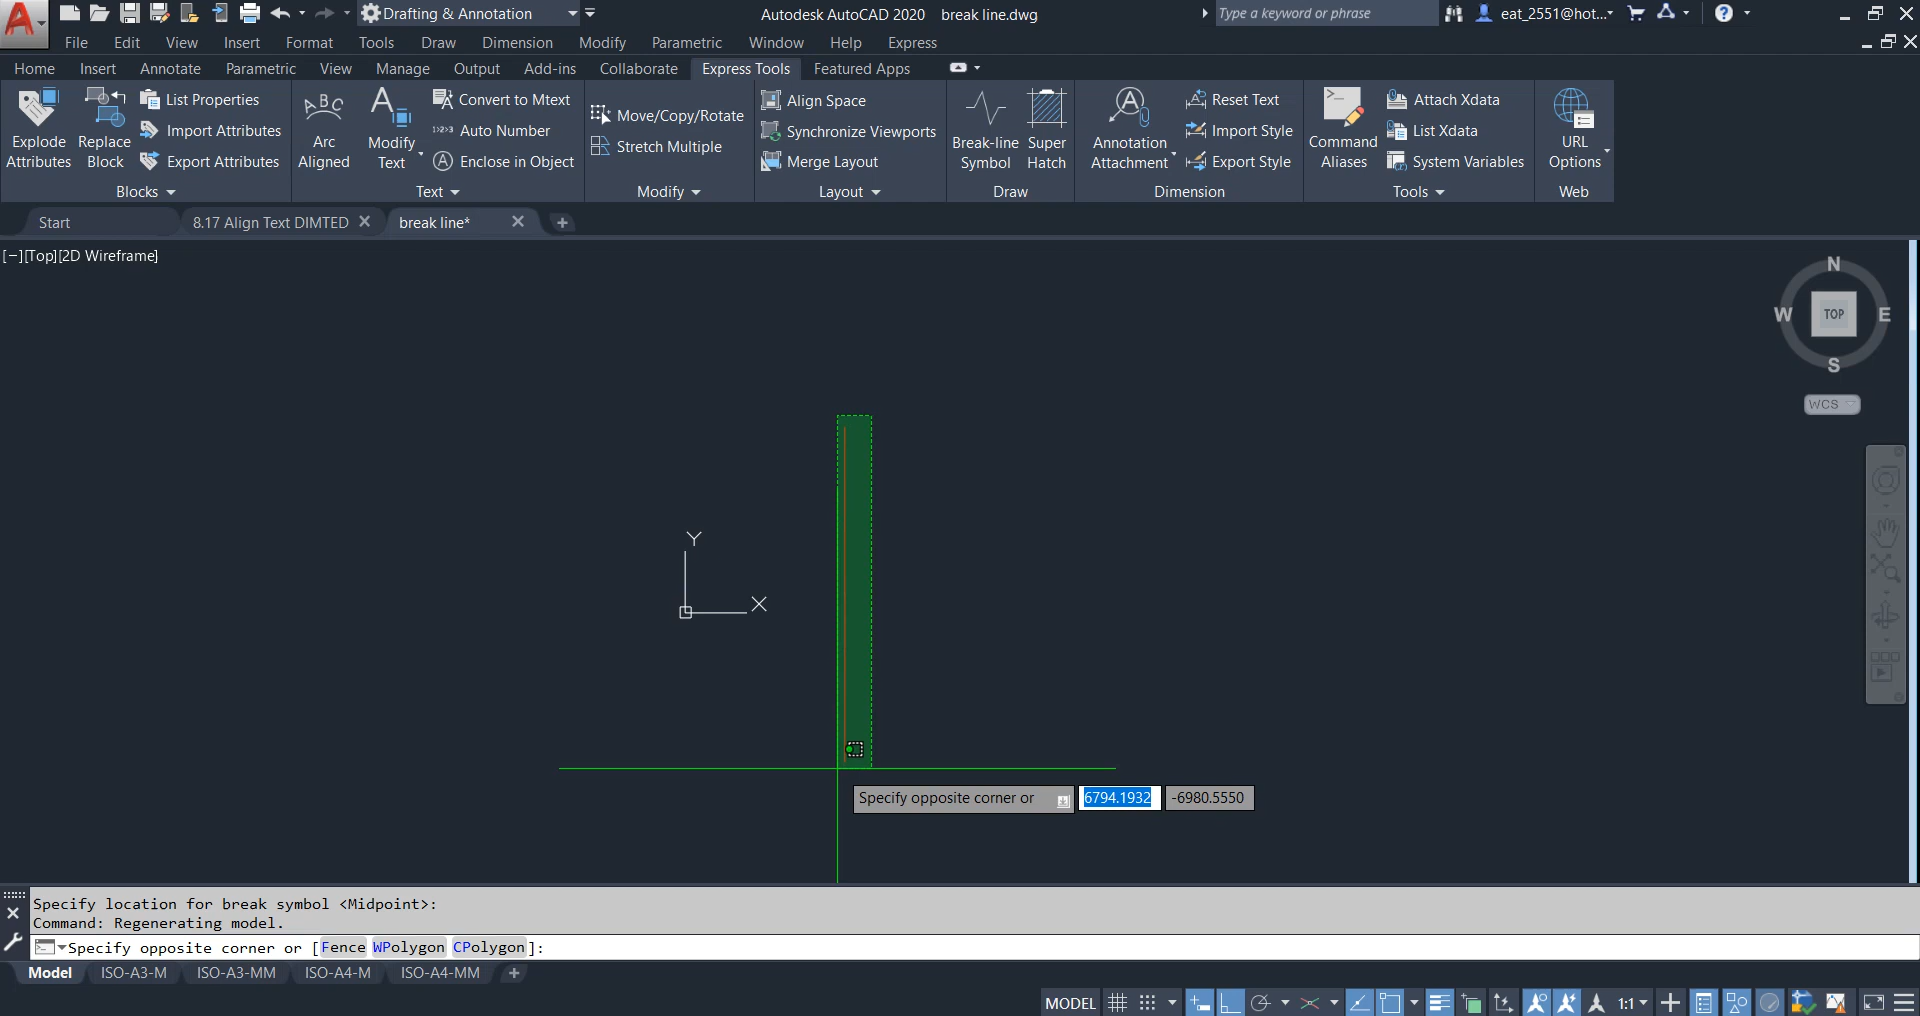 Drafting & Annotation
Autodesk AutoCAD 2020 break line.dwg
Type a keyword or phrase
eat_2551@hot...
File Edit View Insert Format Tools Draw Dimension Modify Parametric Window Help Express
Home Insert Annotate Parametric View Manage Output Add-ins Collaborate Express Tools Featured Apps
Explode Attributes
Replace Block
List Properties
Import Attributes
Export Attributes
Blocks
ABC
Arc Aligned
Modify Text
Convert to Mtext
Auto Number
Enclose in Object
Text
Move/Copy/Rotate
Stretch Multiple
Modify
Align Space
Synchronize Viewports
Merge Layout
Layout
Break-line Symbol
Super Hatch
Draw
Annotation Attachment
Reset Text
Import Style
Export Style
Dimension
Command Aliases
Attach Xdata
List Xdata
System Variables
Tools
URL Options
Web
Start 8.17 Align Text DIMTED break line*
[−][Top][2D Wireframe]
N
W TOP E
S
WCS
Y
X
Specify opposite corner or 6794.1932 -6980.5550
Specify location for break symbol <Midpoint>:
Command: Regenerating model.
Specify opposite corner or [Fence WPolygon CPolygon]:
Model ISO-A3-M ISO-A3-MM ISO-A4-M ISO-A4-MM
MODEL 1:1